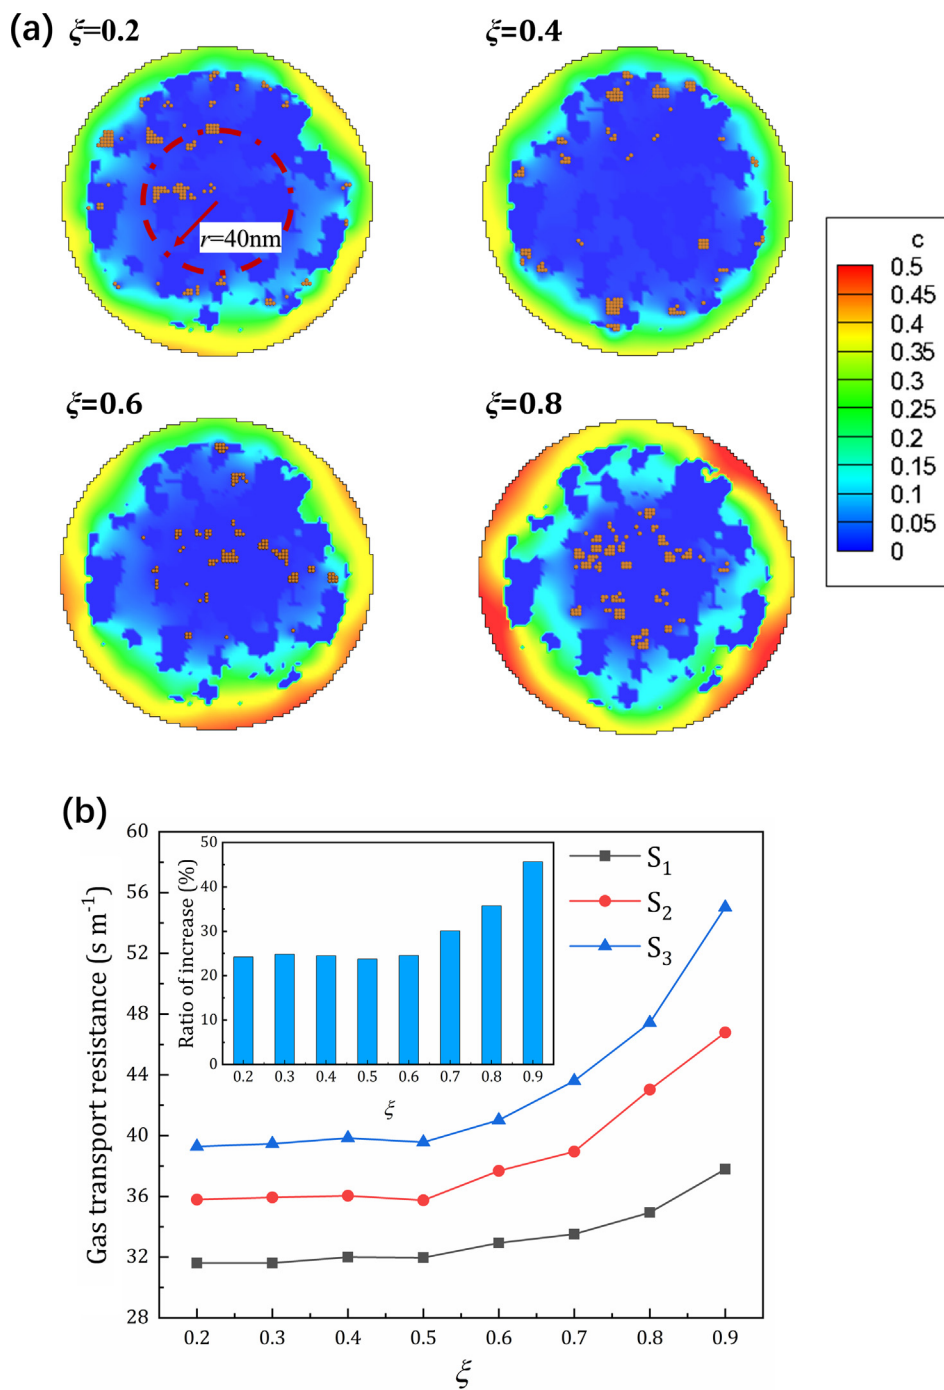 (a)
ξ=0.2
ξ=0.4
r=40nm
ξ=0.6
ξ=0.8
c
0.5
0.45
0.4
0.35
0.3
0.25
0.2
0.15
0.1
0.05
0
(b)
Gas transport resistance (s m⁻¹)
60
56
52
48
44
40
36
32
28
0.2 0.3 0.4 0.5 0.6 0.7 0.8 0.9
ξ
Ratio of increase (%)
50
40
30
20
10
0
0.2 0.3 0.4 0.5 0.6 0.7 0.8 0.9
ξ
S₁
S₂
S₃